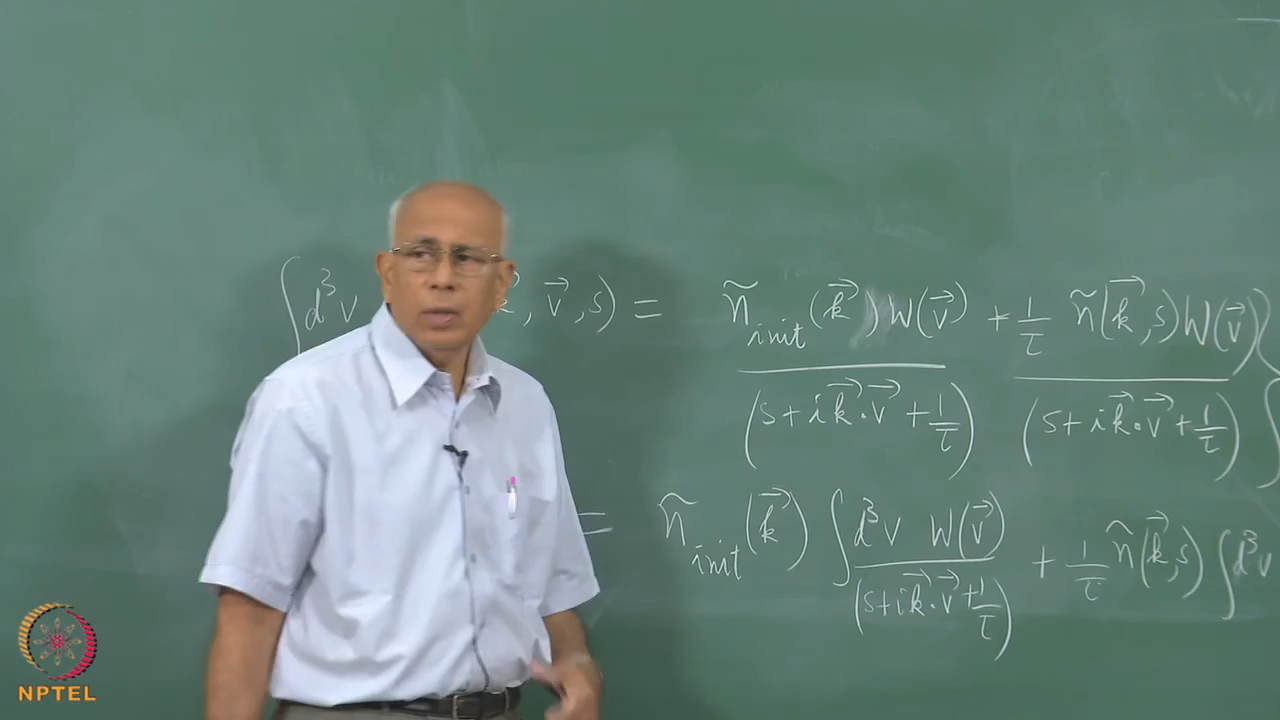 ∫ d³v , v⃗, s) = ñ_init(k⃗) W(v⃗) / (s + i k⃗·v⃗ + 1/τ) + 1/τ ñ(k⃗, s) W(v⃗) / (s + i k⃗·v⃗ + 1/τ)
= ñ_init(k⃗) ∫ d³v W(v⃗) / (s + i k⃗·v⃗ + 1/τ) + 1/τ ñ(k⃗, s) ∫ d³v
NPTEL